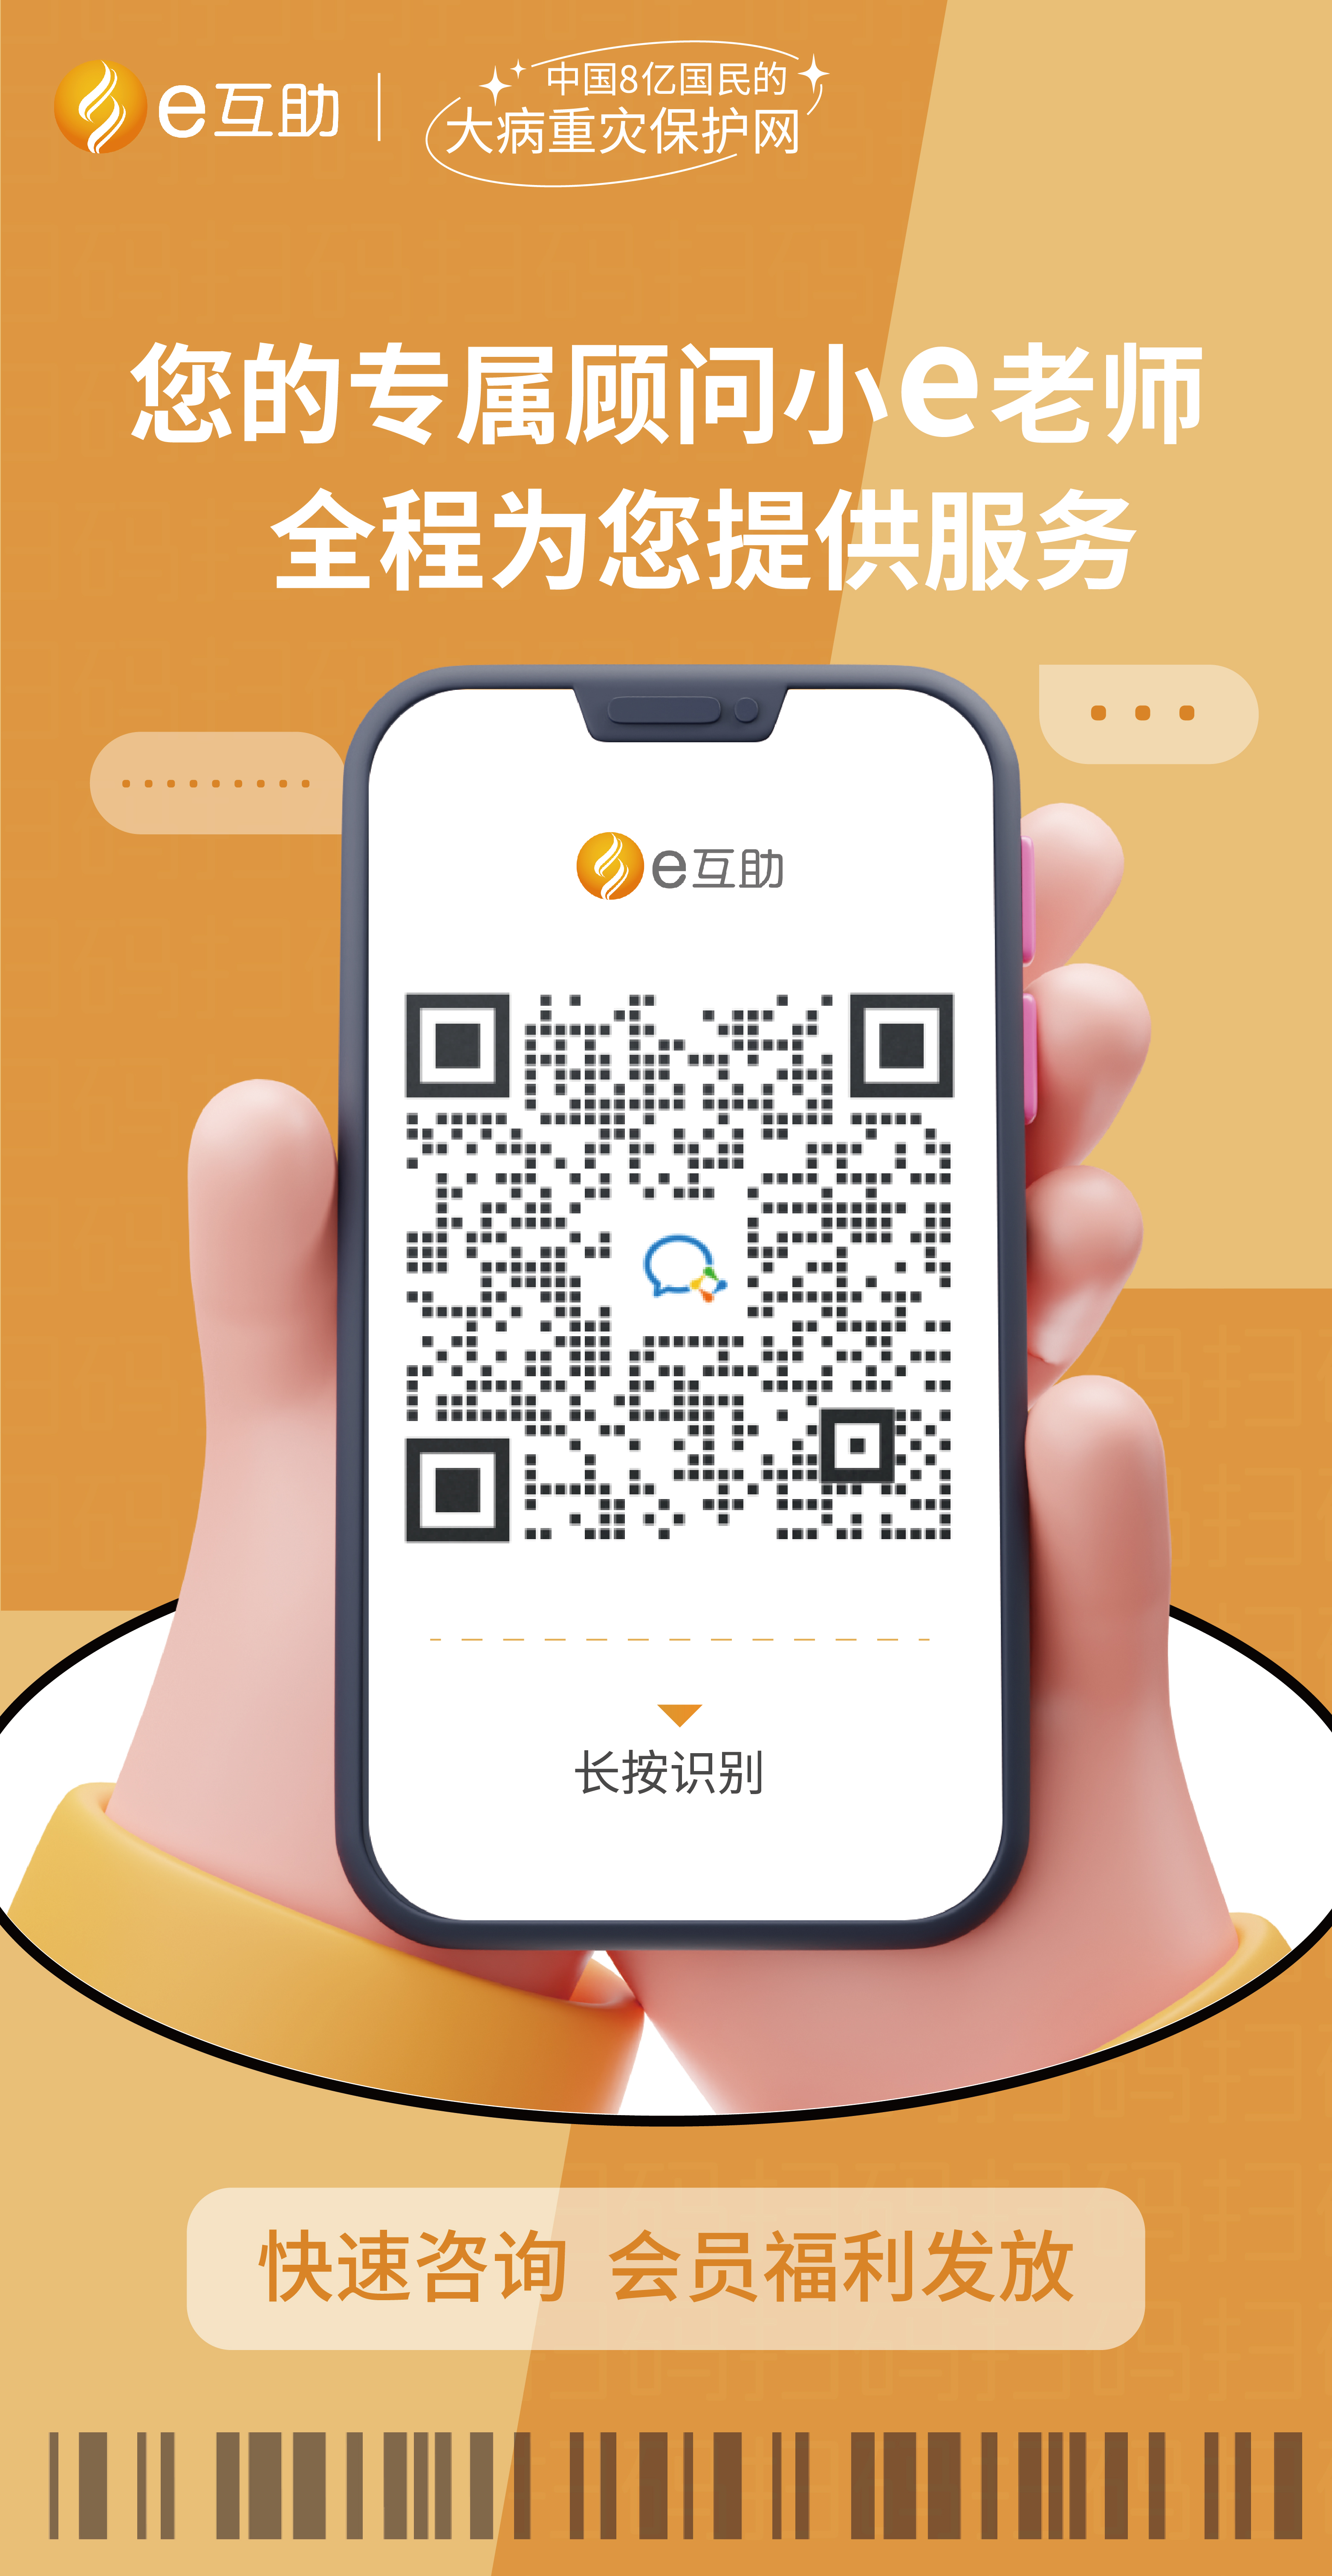 e互助
中国8亿国民的
大病重灾保护网
您的专属顾问小e老师
全程为您提供服务
e互助
长按识别
快速咨询 会员福利发放